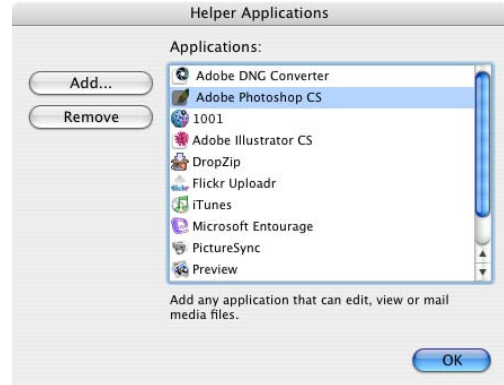 Helper Applications
Applications:
Add...
Remove
Adobe DNG Converter
Adobe Photoshop CS
1001
Adobe Illustrator CS
DropZip
Flickr Uploadr
iTunes
Microsoft Entourage
PictureSync
Preview
Add any application that can edit, view or mail
media files.
OK